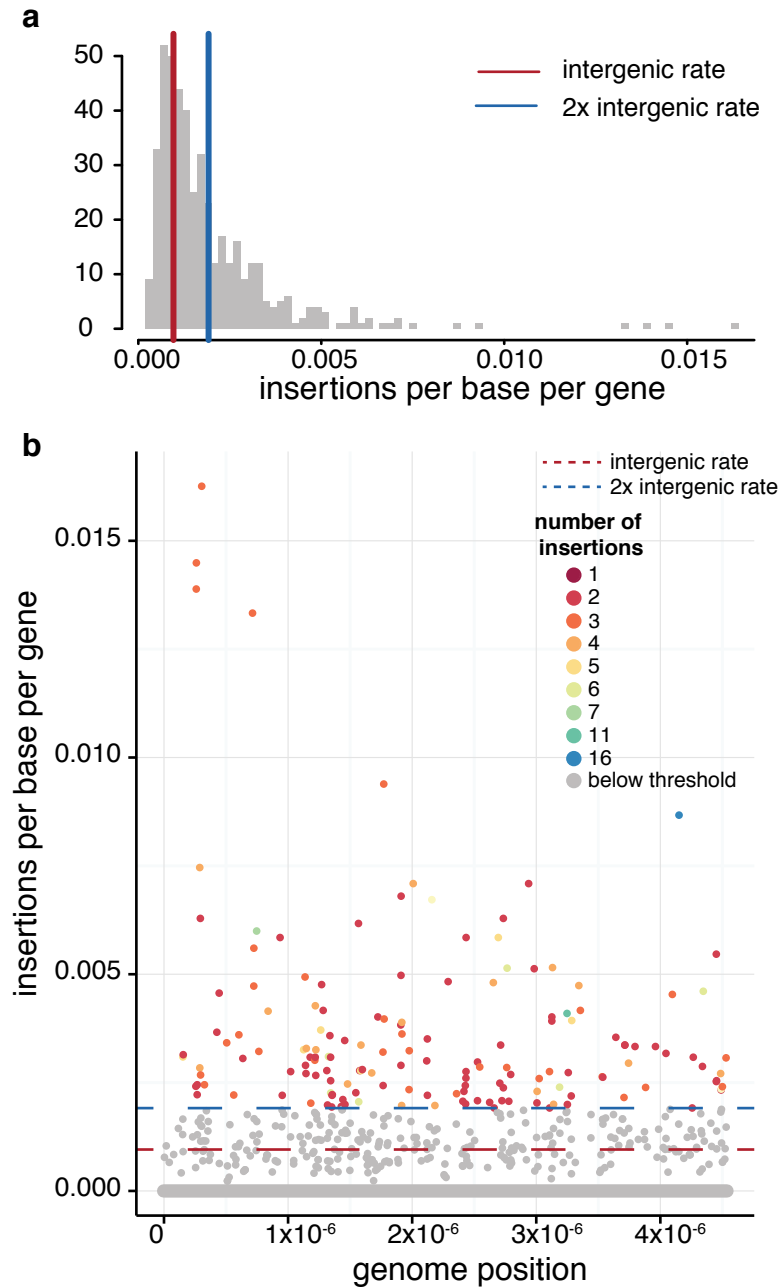 a
50
40
30
20
10
0
intergenic rate
2x intergenic rate
0.000 0.005 0.010 0.015
insertions per base per gene
b
intergenic rate
2x intergenic rate
number of
insertions
1
2
3
4
5
6
7
11
16
below threshold
0.015
0.010
0.005
0.000
insertions per base per gene
0 1x10⁻⁶ 2x10⁻⁶ 3x10⁻⁶ 4x10⁻⁶
genome position